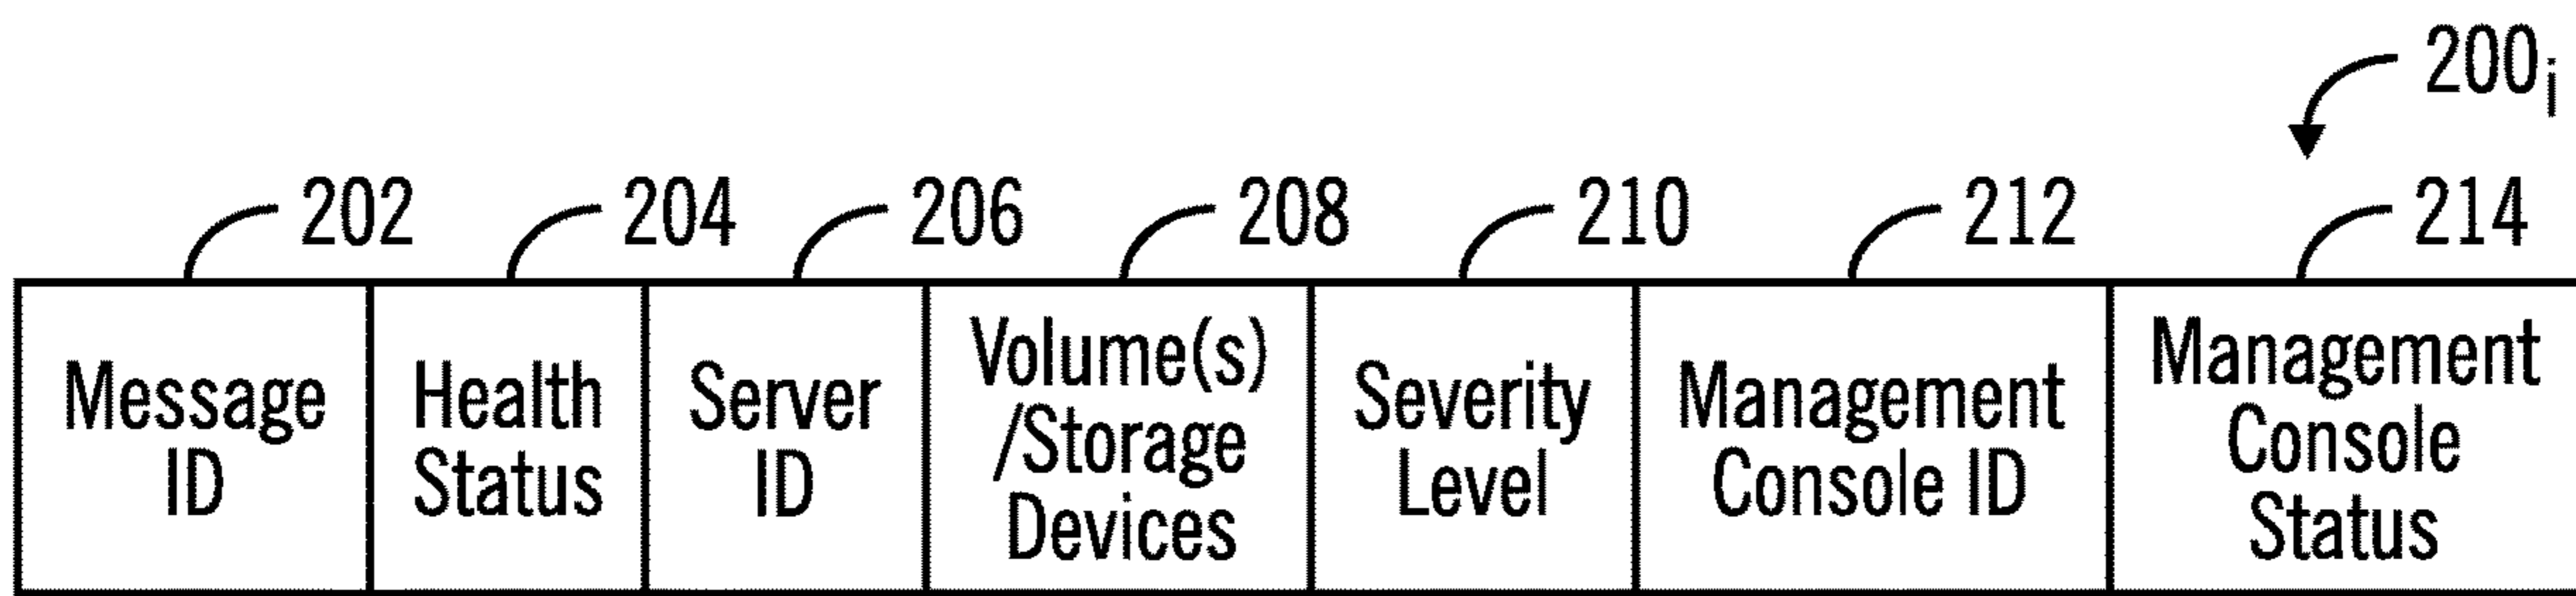 200i
202
204
206
208
210
212
214
Message
ID
Health
Status
Server
ID
Volume(s)
/Storage
Devices
Severity
Level
Management
Console ID
Management
Console
Status